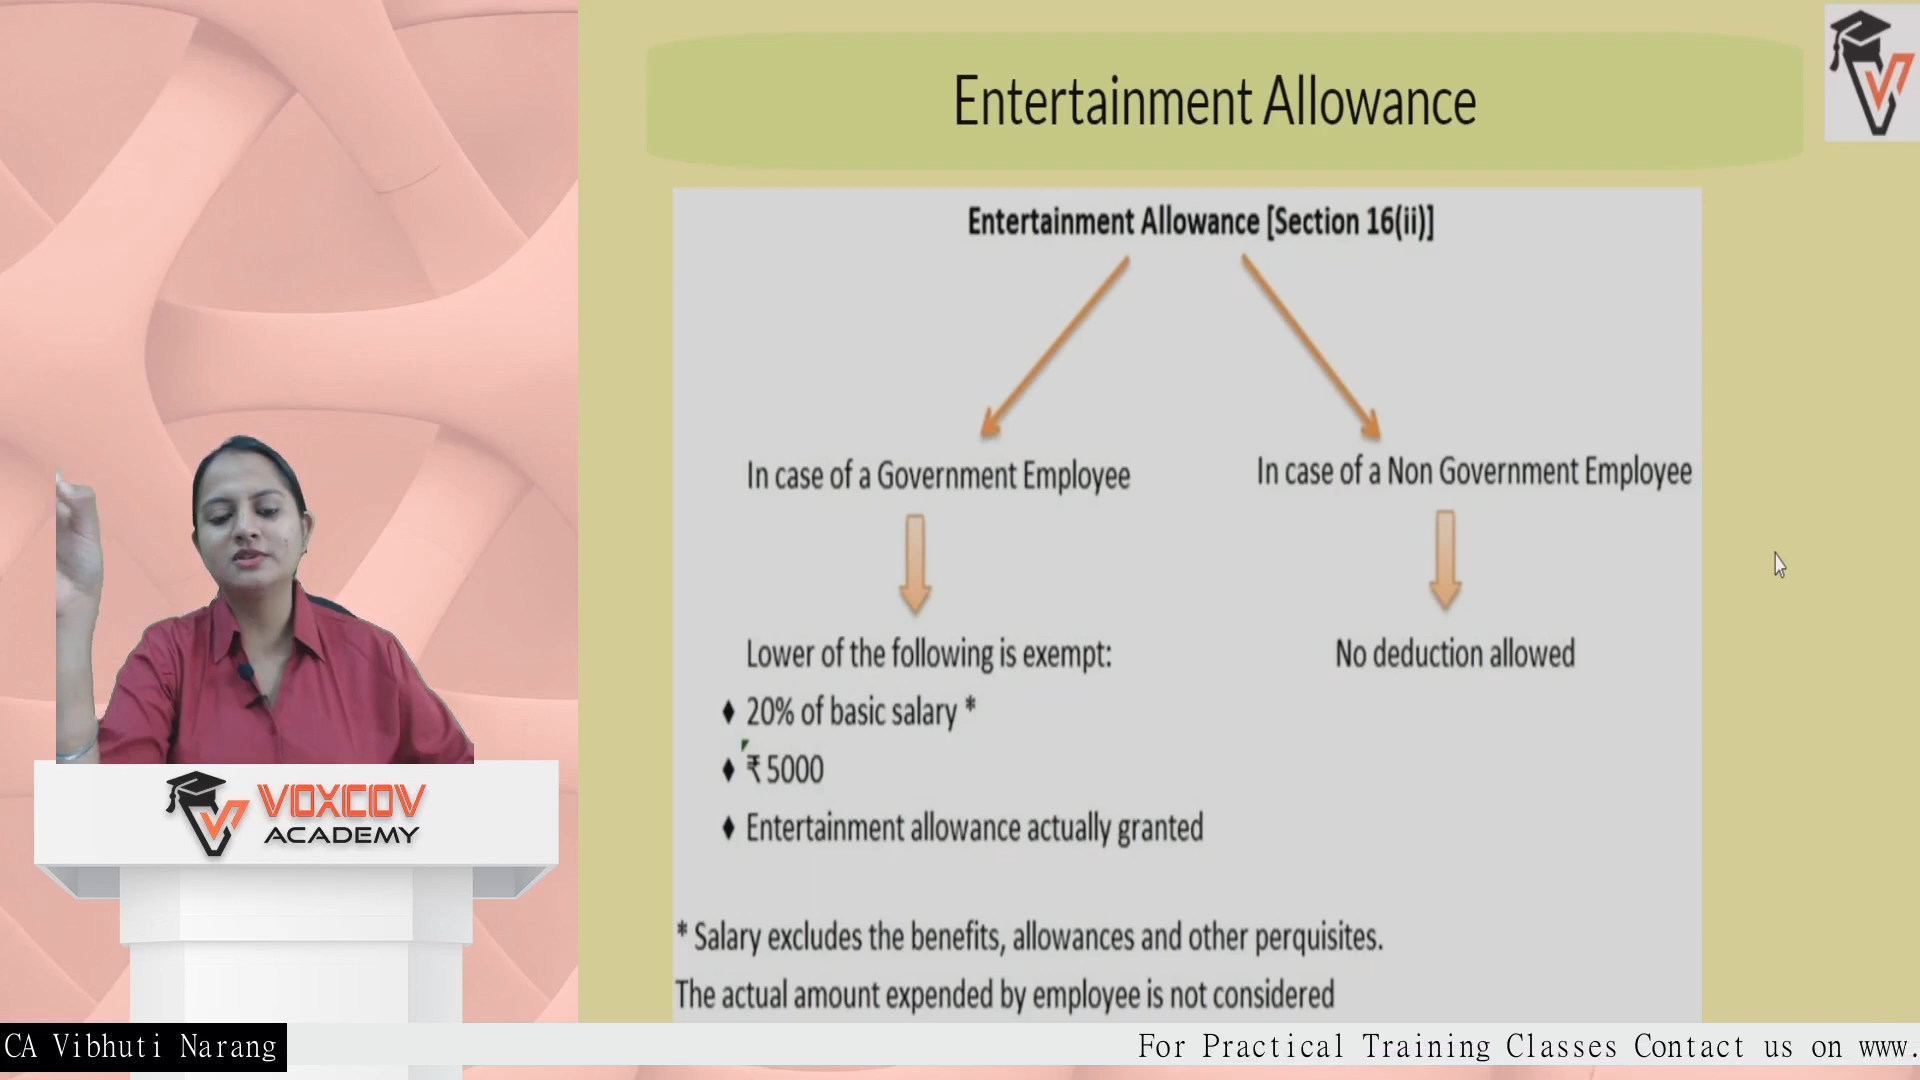 Entertainment Allowance
Entertainment Allowance [Section 16(ii)]
In case of a Government Employee
In case of a Non Government Employee
Lower of the following is exempt:
No deduction allowed
♦ 20% of basic salary *
♦ ₹ 5000
♦ Entertainment allowance actually granted
* Salary excludes the benefits, allowances and other perquisites.
The actual amount expended by employee is not considered
VOXCOV
ACADEMY
CA Vibhuti Narang
For Practical Training Classes Contact us on www.